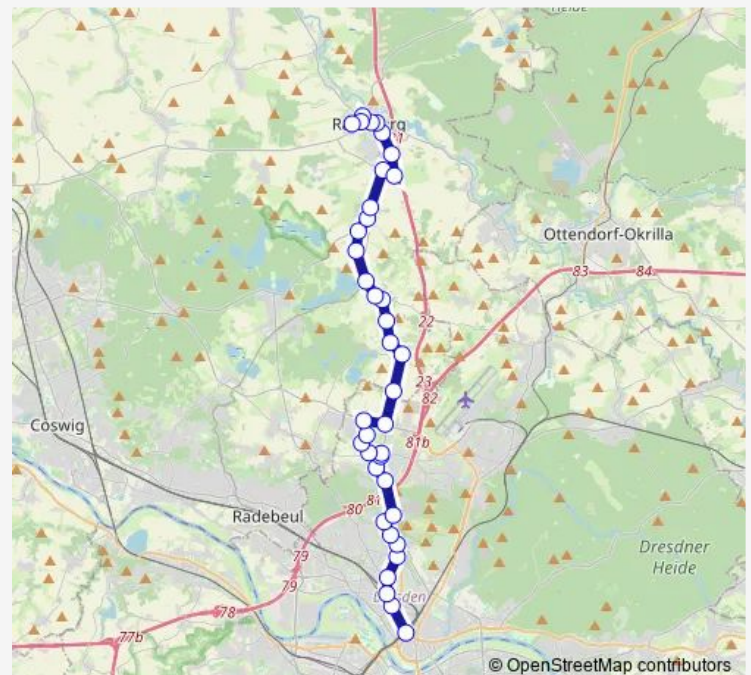 Heide
Ottendorf-Okrilla
83
84
22
23
82
Coswig
81b
81
80
Radebeul
79
79
Dresdner
Heide
78
77b
© OpenStreetMap contributors